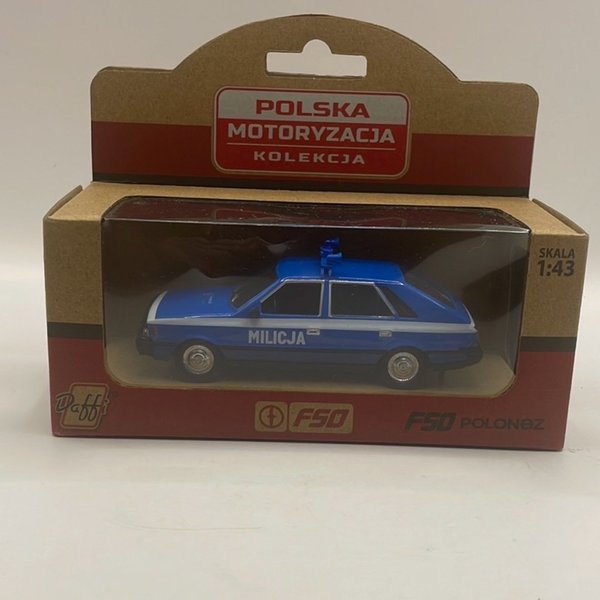 POLSKA
MOTORYZACJA
KOLEKCJA
SKALA
1:43
MILICJA
Daffi
FSO
FSO POLONEZ